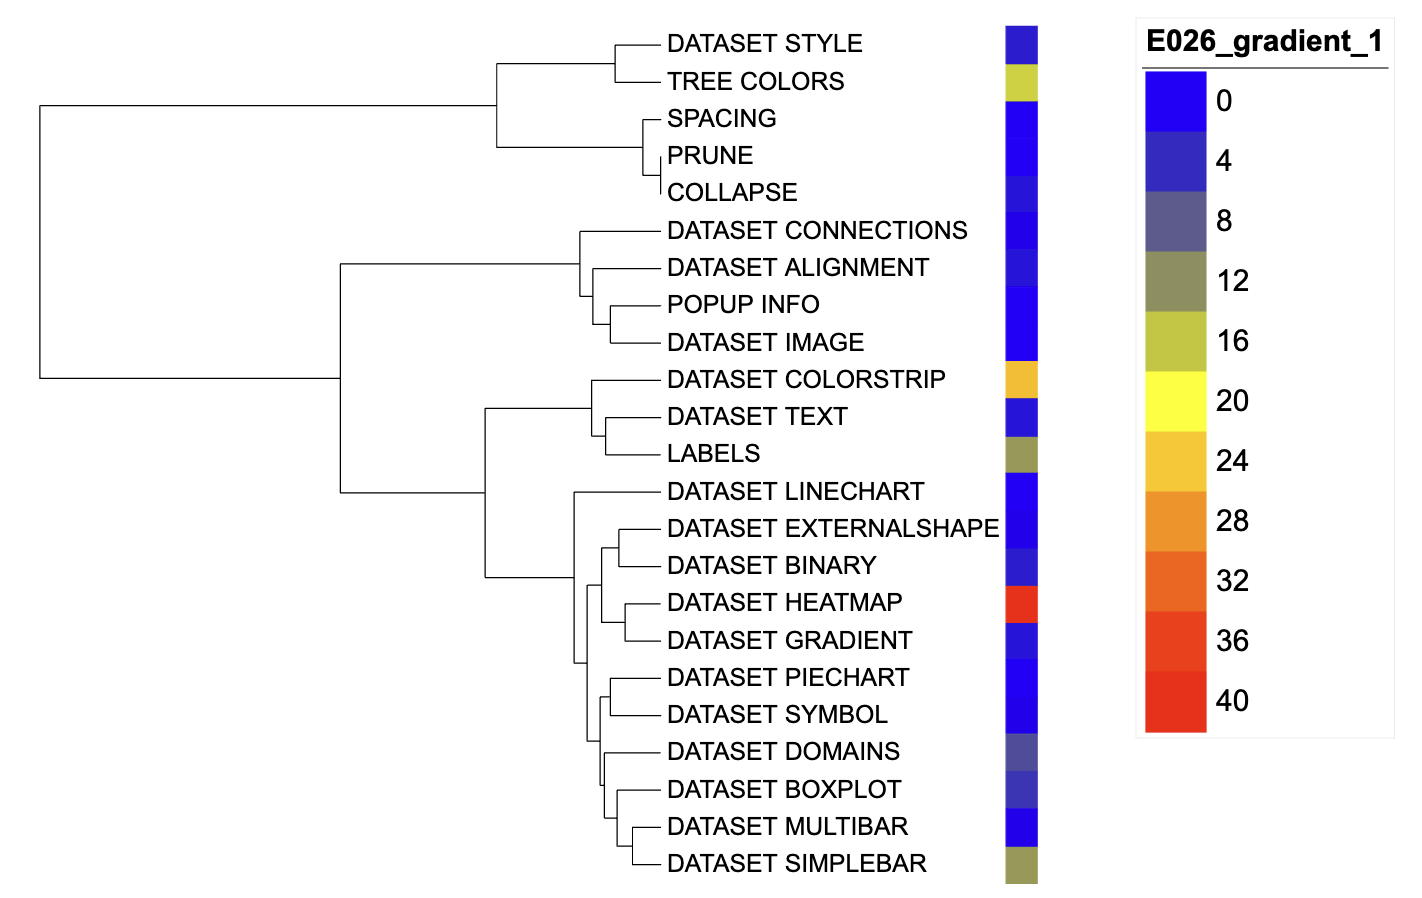 DATASET STYLE
TREE COLORS
SPACING
PRUNE
COLLAPSE
DATASET CONNECTIONS
DATASET ALIGNMENT
POPUP INFO
DATASET IMAGE
DATASET COLORSTRIP
DATASET TEXT
LABELS
DATASET LINECHART
DATASET EXTERNALSHAPE
DATASET BINARY
DATASET HEATMAP
DATASET GRADIENT
DATASET PIECHART
DATASET SYMBOL
DATASET DOMAINS
DATASET BOXPLOT
DATASET MULTIBAR
DATASET SIMPLEBAR
E026_gradient_1
0
4
8
12
16
20
24
28
32
36
40